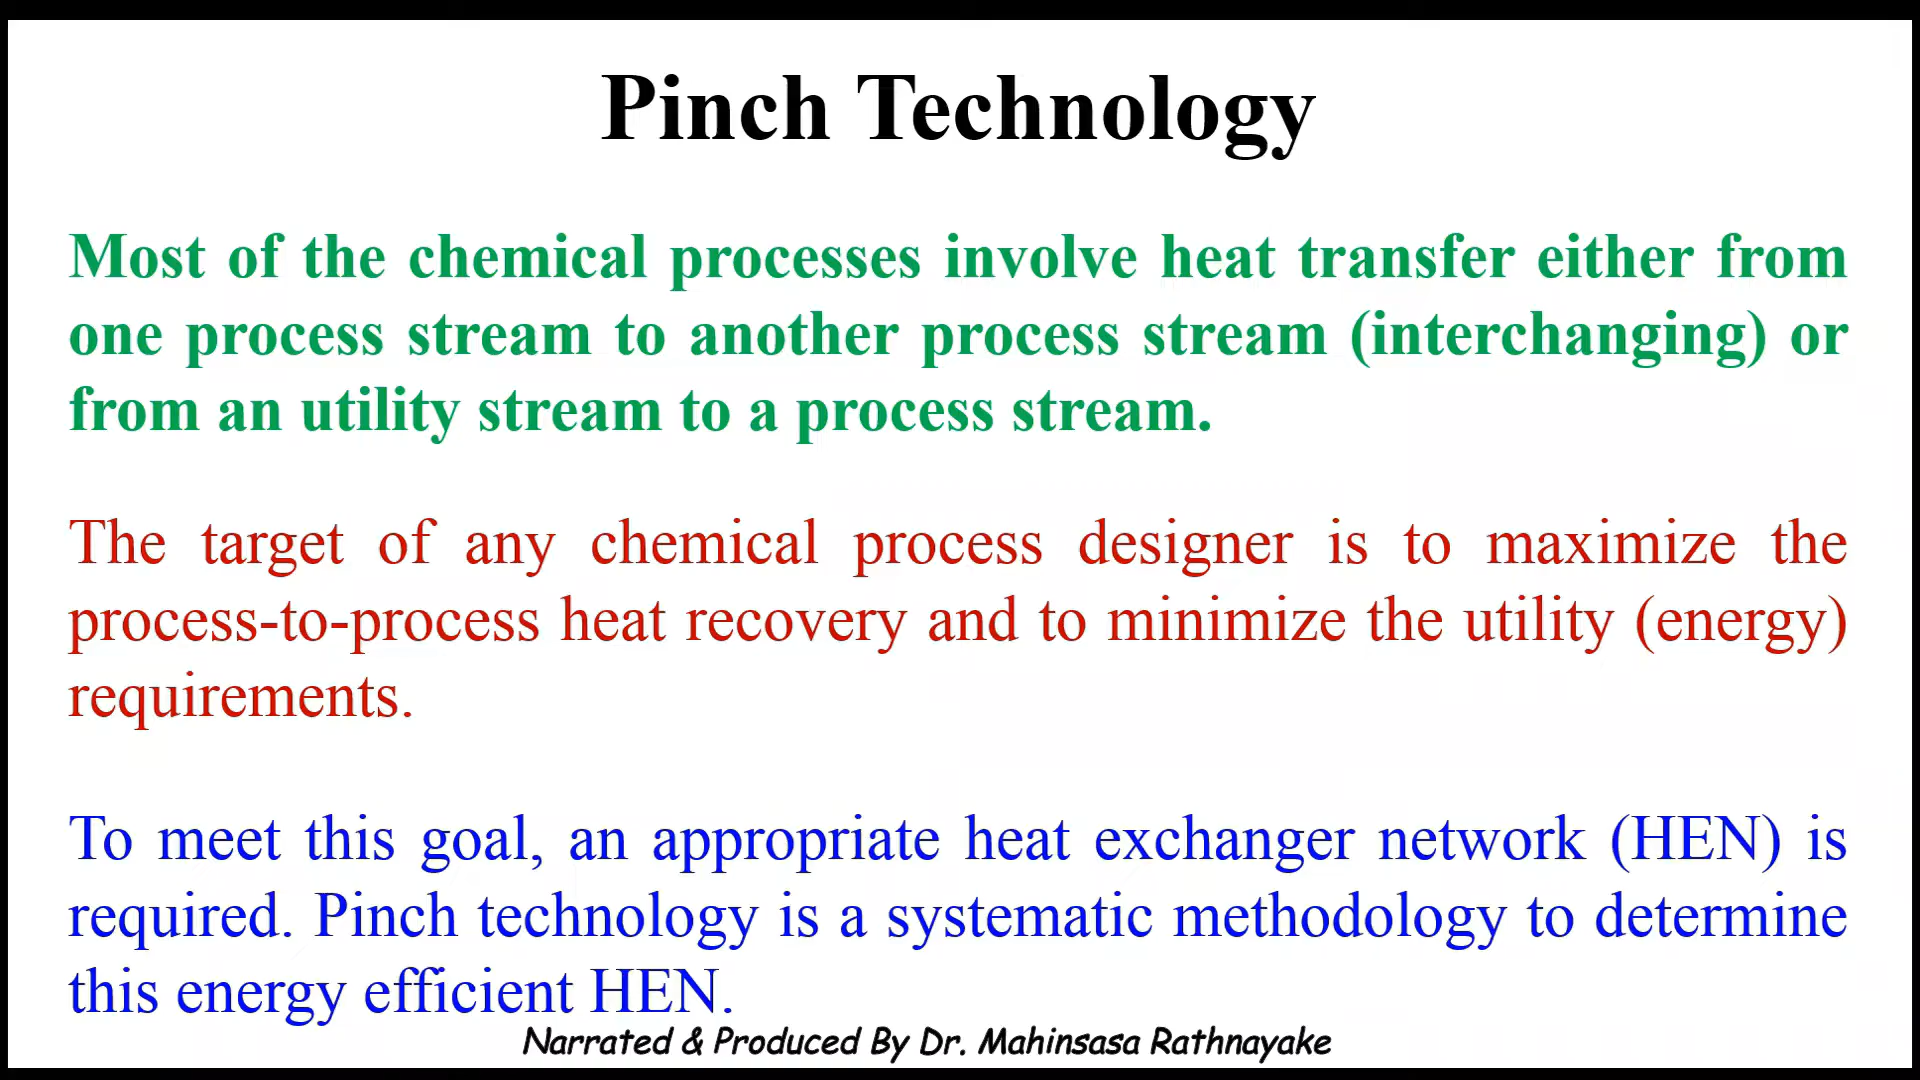 Pinch Technology
Most of the chemical processes involve heat transfer either from
one process stream to another process stream (interchanging) or
from an utility stream to a process stream.
The target of any chemical process designer is to maximize the
process-to-process heat recovery and to minimize the utility (energy)
requirements.
To meet this goal, an appropriate heat exchanger network (HEN) is
required. Pinch technology is a systematic methodology to determine
this energy efficient HEN.
Narrated & Produced By Dr. Mahinsasa Rathnayake